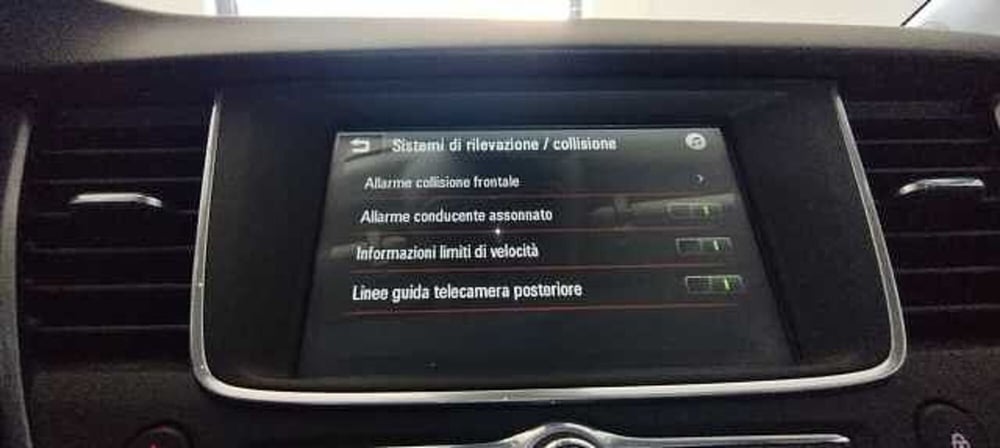 Sistemi di rilevazione / collisione
Allarme collisione frontale
Allarme conducente assonnato
Informazioni limiti di velocità
Linee guida telecamera posteriore